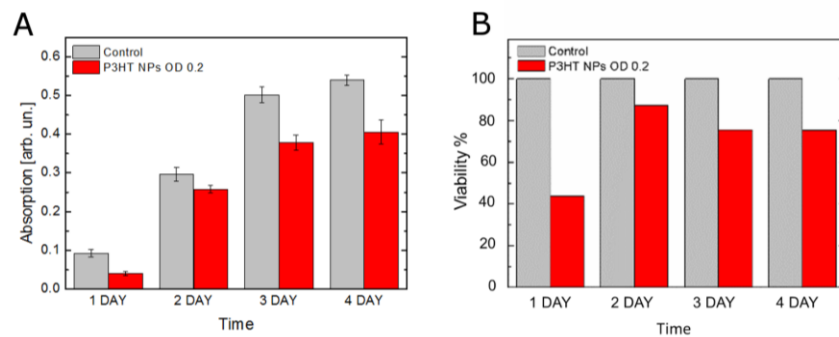 A
Control
P3HT NPs OD 0.2
Absorption [arb. un.]
0.6
0.5
0.4
0.3
0.2
0.1
0.0
1 DAY 2 DAY 3 DAY 4 DAY
Time
B
Control
P3HT NPs OD 0.2
Viability %
100
80
60
40
20
0
1 DAY 2 DAY 3 DAY 4 DAY
Time